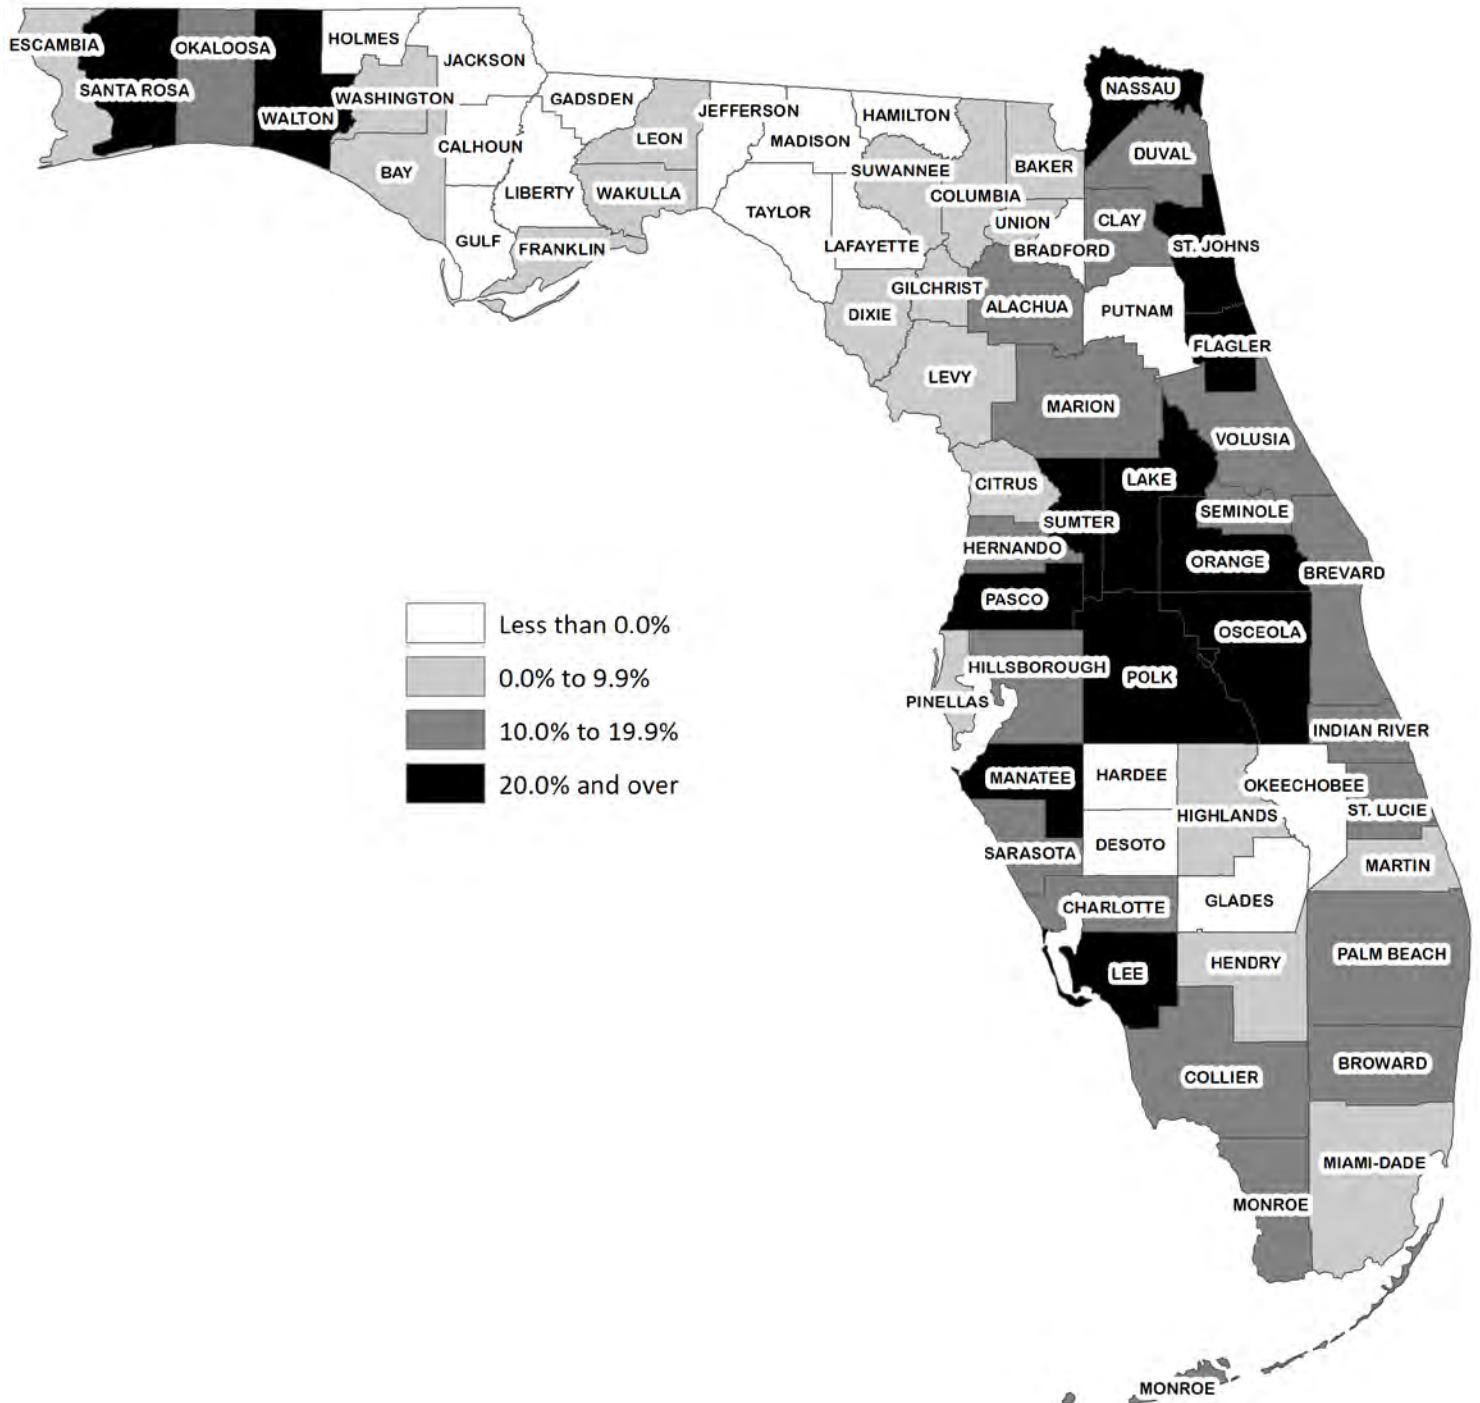 ESCAMBIA
SANTA ROSA
OKALOOSA
WALTON
HOLMES
WASHINGTON
JACKSON
BAY
CALHOUN
GULF
GADSDEN
LIBERTY
FRANKLIN
LEON
WAKULLA
JEFFERSON
MADISON
TAYLOR
HAMILTON
SUWANNEE
LAFAYETTE
COLUMBIA
BAKER
UNION
BRADFORD
NASSAU
DUVAL
CLAY
ST. JOHNS
GILCHRIST
DIXIE
ALACHUA
PUTNAM
FLAGLER
LEVY
MARION
VOLUSIA
CITRUS
LAKE
SUMTER
SEMINOLE
HERNANDO
ORANGE
BREVARD
PASCO
OSCEOLA
HILLSBOROUGH
POLK
PINELLAS
INDIAN RIVER
MANATEE
HARDEE
OKEECHOBEE
HIGHLANDS
ST. LUCIE
SARASOTA
DESOTO
MARTIN
CHARLOTTE
GLADES
LEE
HENDRY
PALM BEACH
COLLIER
BROWARD
MIAMI-DADE
MONROE
MONROE
Less than 0.0%
0.0% to 9.9%
10.0% to 19.9%
20.0% and over